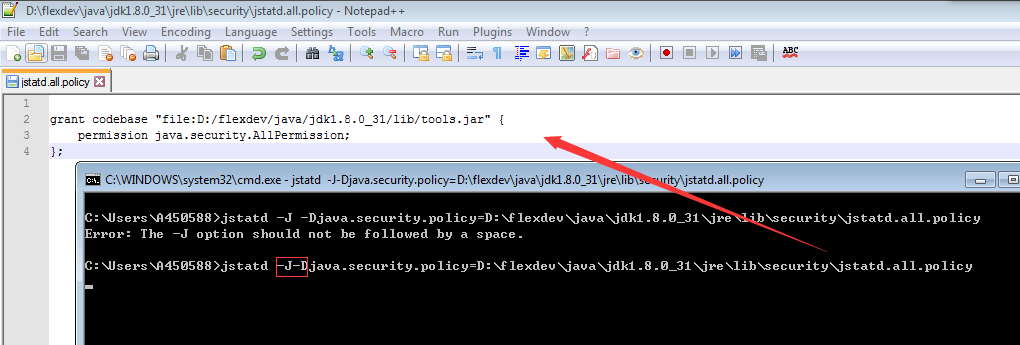 D:\flexdev\java\jdk1.8.0_31\jre\lib\security\jstatd.all.policy - Notepad++
File Edit Search View Encoding Language Settings Tools Macro Run Plugins Window ?
ABC
jstatd.all.policy
1
2 grant codebase "file:D:/flexdev/java/jdk1.8.0_31/lib/tools.jar" {
3 permission java.security.AllPermission;
4 };
C:\WINDOWS\system32\cmd.exe - jstatd -J-Djava.security.policy=D:\flexdev\java\jdk1.8.0_31\jre\lib\security\jstatd.all.policy
C:\Users\A450588>jstatd -J -Djava.security.policy=D:\flexdev\java\jdk1.8.0_31\jre\lib\security\jstatd.all.policy
Error: The -J option should not be followed by a space.
C:\Users\A450588>jstatd -J-Djava.security.policy=D:\flexdev\java\jdk1.8.0_31\jre\lib\security\jstatd.all.policy